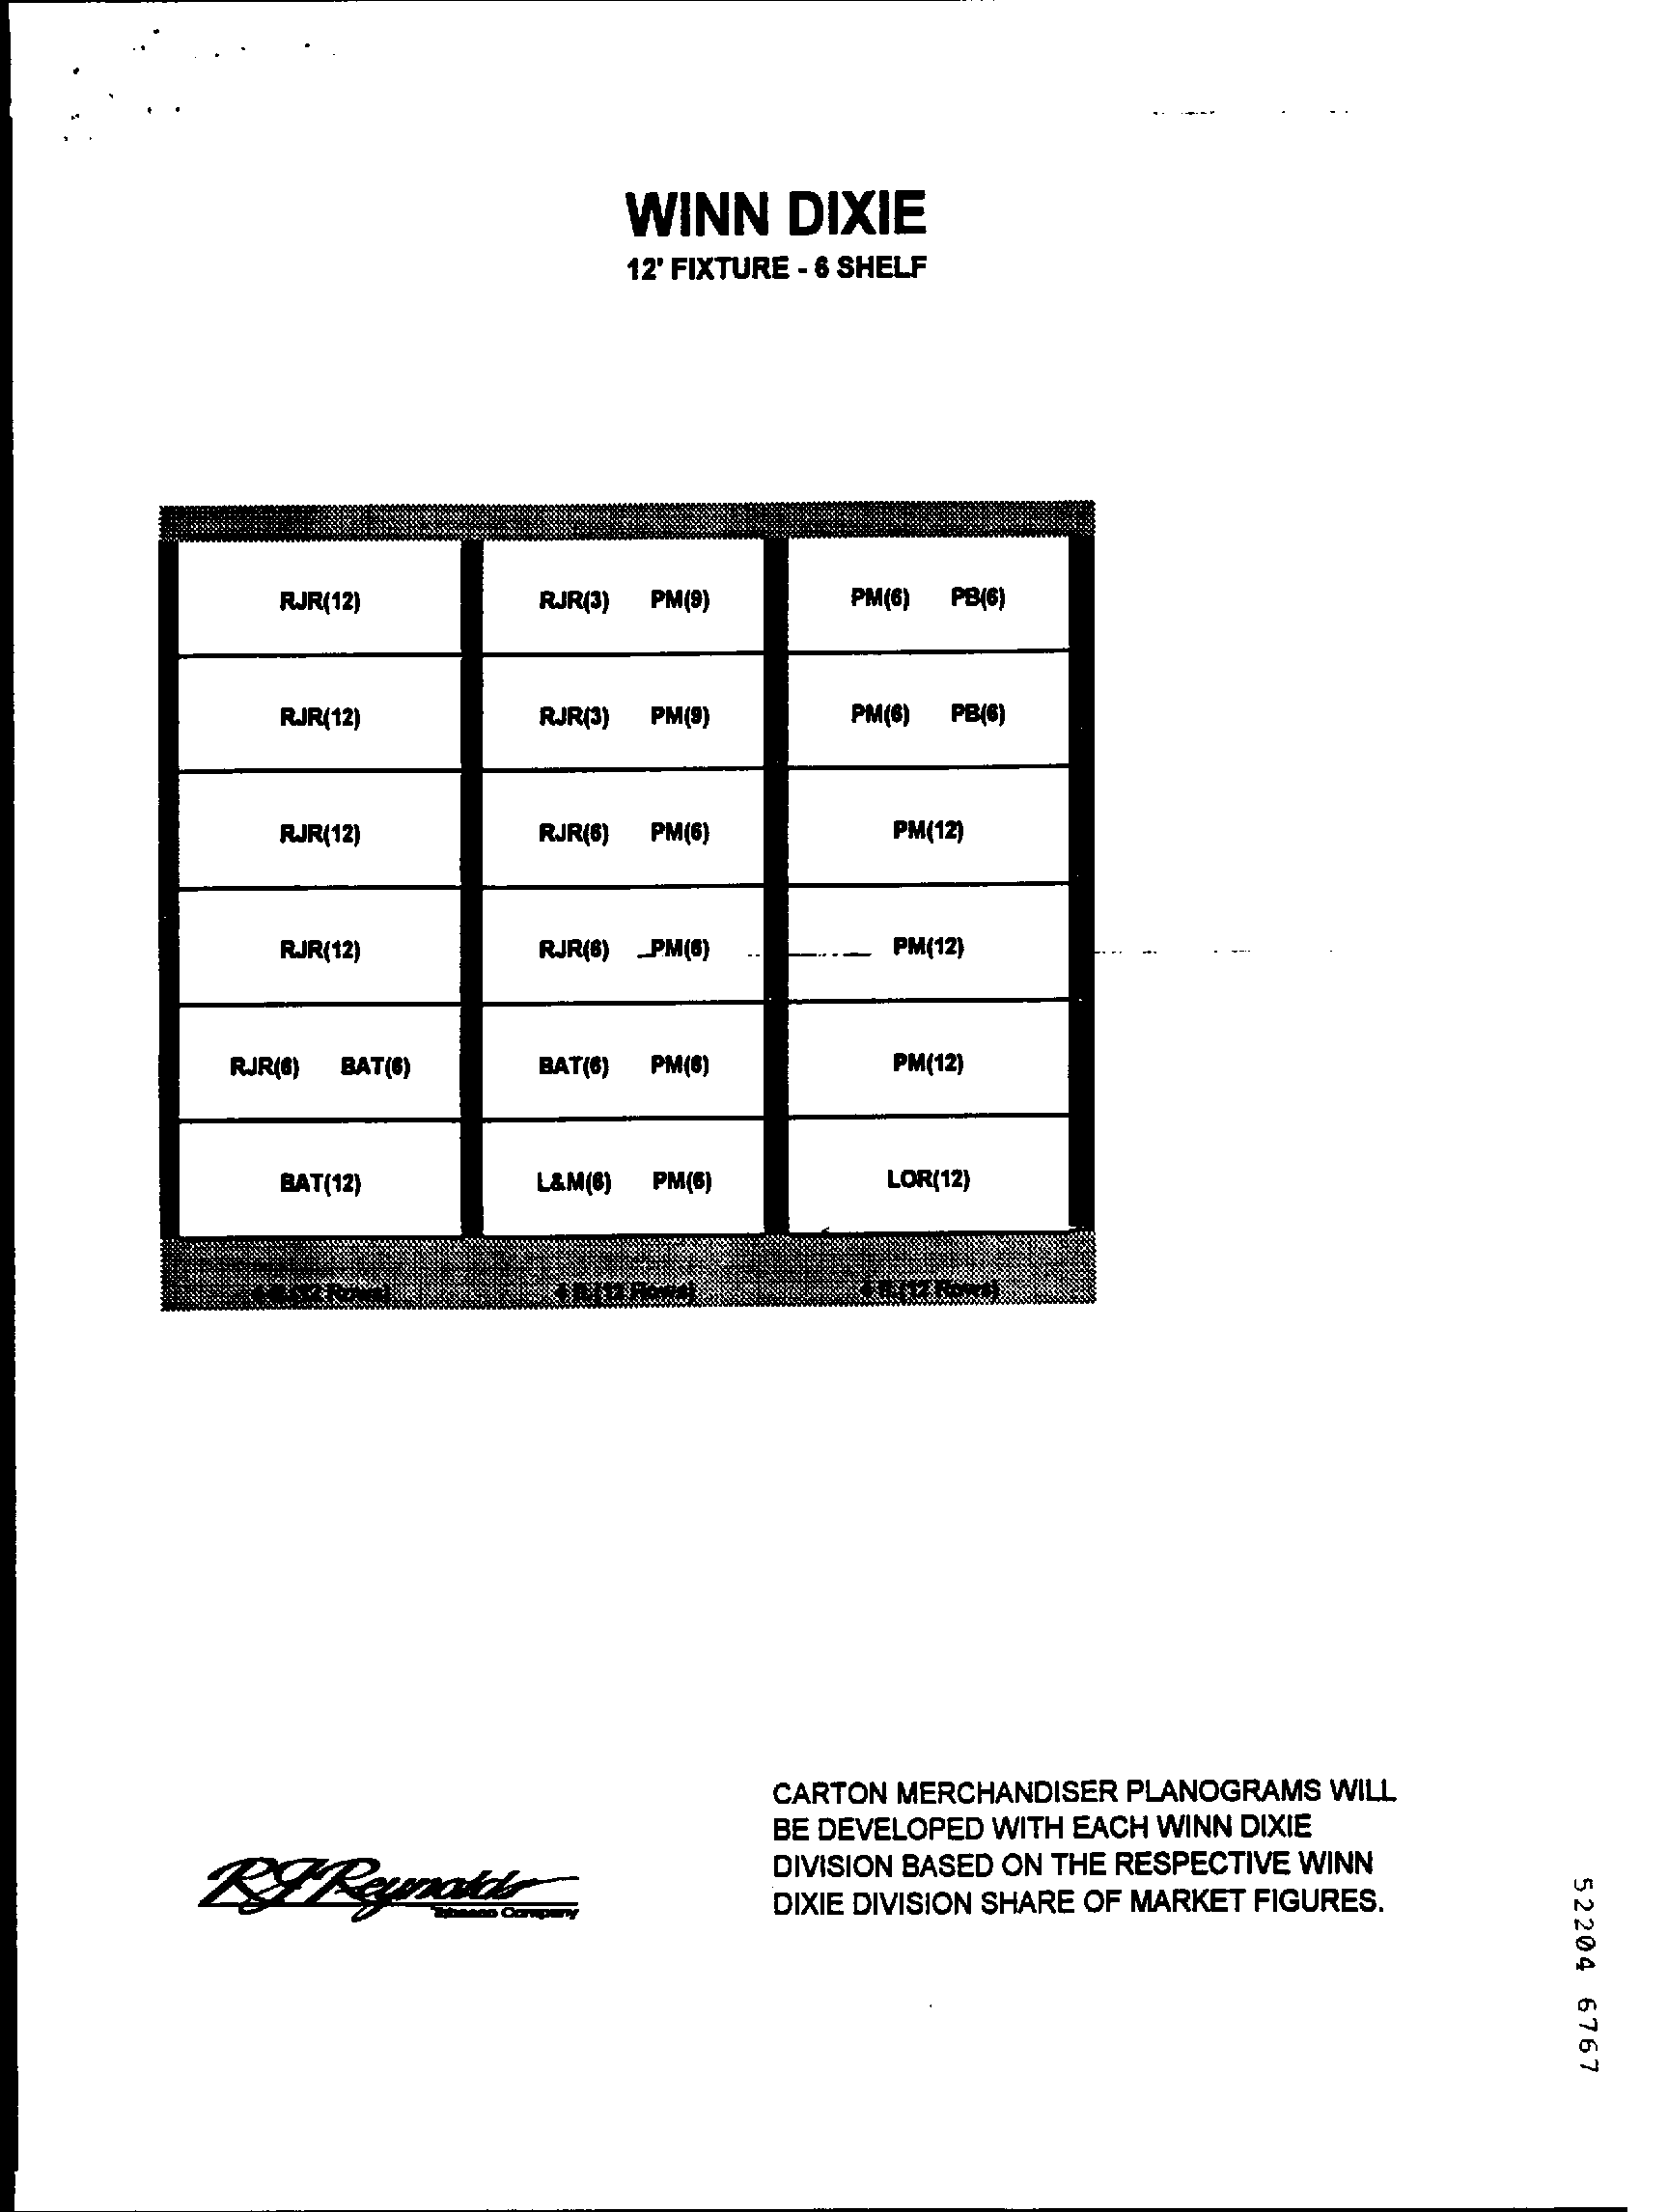 WINN DIXIE
12' FIXTURE - 6 SHELF
RJR(12) RJR(3) PM(9) PM(6) PB(6)
RJR(12) RJR(3) PM(9) PM(6) PB(6)
RJR(12) RJR(6) PM(6) PM(12)
RJR(12) RJR(6) PM(6) PM(12)
RJR(6) BAT(6) BAT(6) PM(6) PM(12)
BAT(12) L&M(6) PM(6) LOR(12)
4 ft.(12 Rows) 4 ft.(12 Rows) 4 ft.(12 Rows)
CARTON MERCHANDISER PLANOGRAMS WILL
BE DEVELOPED WITH EACH WINN DIXIE
DIVISION BASED ON THE RESPECTIVE WINN
DIXIE DIVISION SHARE OF MARKET FIGURES.
RJReynolds
Tobacco Company
52204 6767